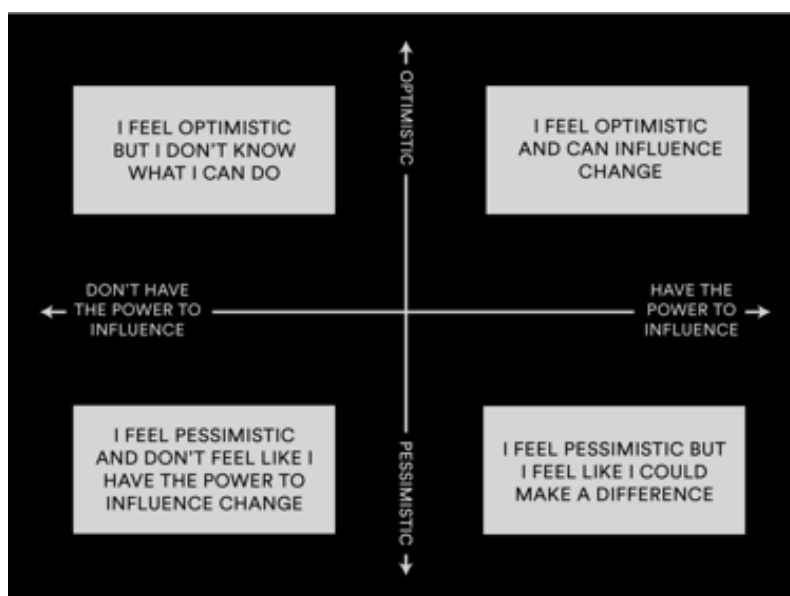 OPTIMISTIC
I FEEL OPTIMISTIC
BUT I DON'T KNOW
WHAT I CAN DO
I FEEL OPTIMISTIC
AND CAN INFLUENCE
CHANGE
DON'T HAVE
THE POWER TO
INFLUENCE
HAVE THE
POWER TO
INFLUENCE
I FEEL PESSIMISTIC
AND DON'T FEEL LIKE I
HAVE THE POWER TO
INFLUENCE CHANGE
I FEEL PESSIMISTIC BUT
I FEEL LIKE I COULD
MAKE A DIFFERENCE
PESSIMISTIC